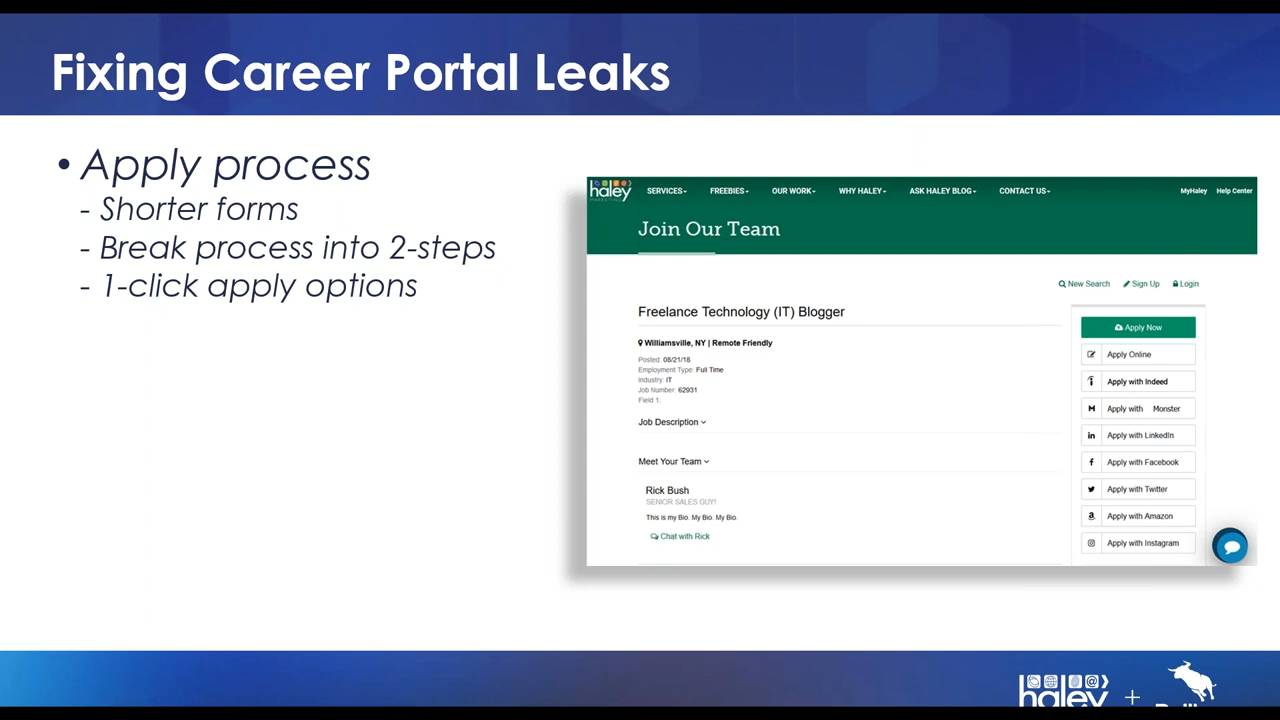 Fixing Career Portal Leaks
• Apply process
- Shorter forms
- Break process into 2-steps
- 1-click apply options
haley
MARKETING
SERVICES
FREEBIES
OUR WORK
WHY HALEY
ASK HALEY BLOG
CONTACT US
MyHaley
Help Center
Join Our Team
New Search
Sign Up
Login
Freelance Technology (IT) Blogger
Williamsville, NY | Remote Friendly
Posted: 08/21/18
Employment Type: Full Time
Industry: IT
Job Number: 62931
Field 1:
Job Description
Meet Your Team
Rick Bush
SENIOR SALES GUY!
This is my Bio. My Bio. My Bio.
Chat with Rick
Apply Now
Apply Online
Apply with Indeed
Apply with Monster
Apply with LinkedIn
Apply with Facebook
Apply with Twitter
Apply with Amazon
Apply with Instagram
haley +